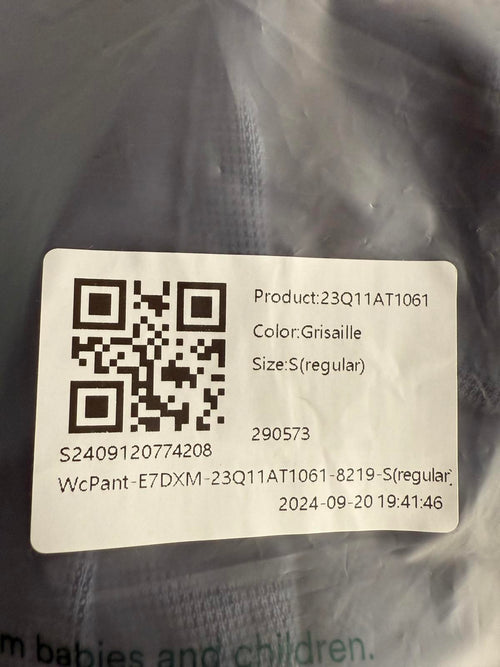 Product:23Q11AT1061
Color:Grisaille
Size:S(regular)
290573
S2409120774208
WcPant-E7DXM-23Q11AT1061-8219-S(regular)
2024-09-20 19:41:46
m babies and children.